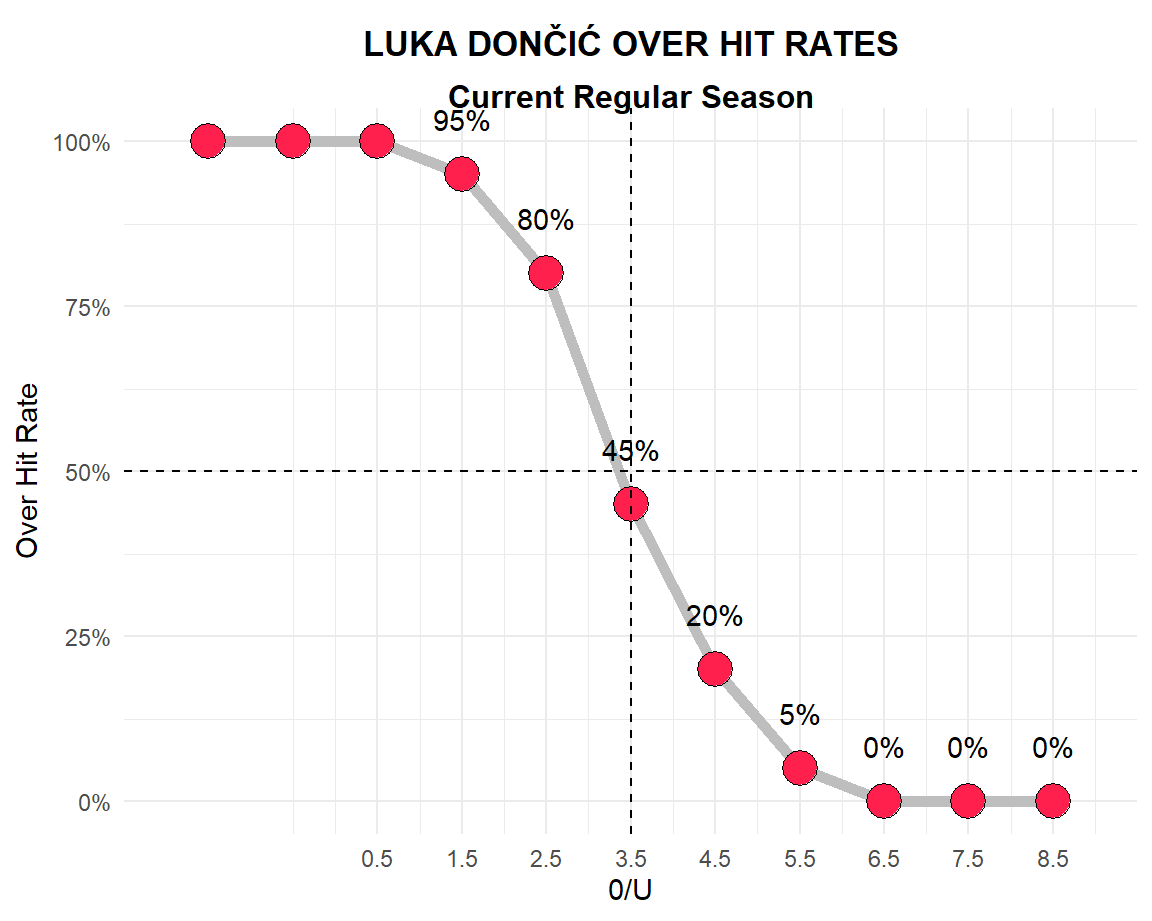 LUKA DONČIĆ OVER HIT RATES
Current Regular Season
95%
100%
80%
75%
45%
50%
20%
25%
5%
0% 0% 0%
0%
Over Hit Rate
0.5 1.5 2.5 3.5 4.5 5.5 6.5 7.5 8.5
0/U